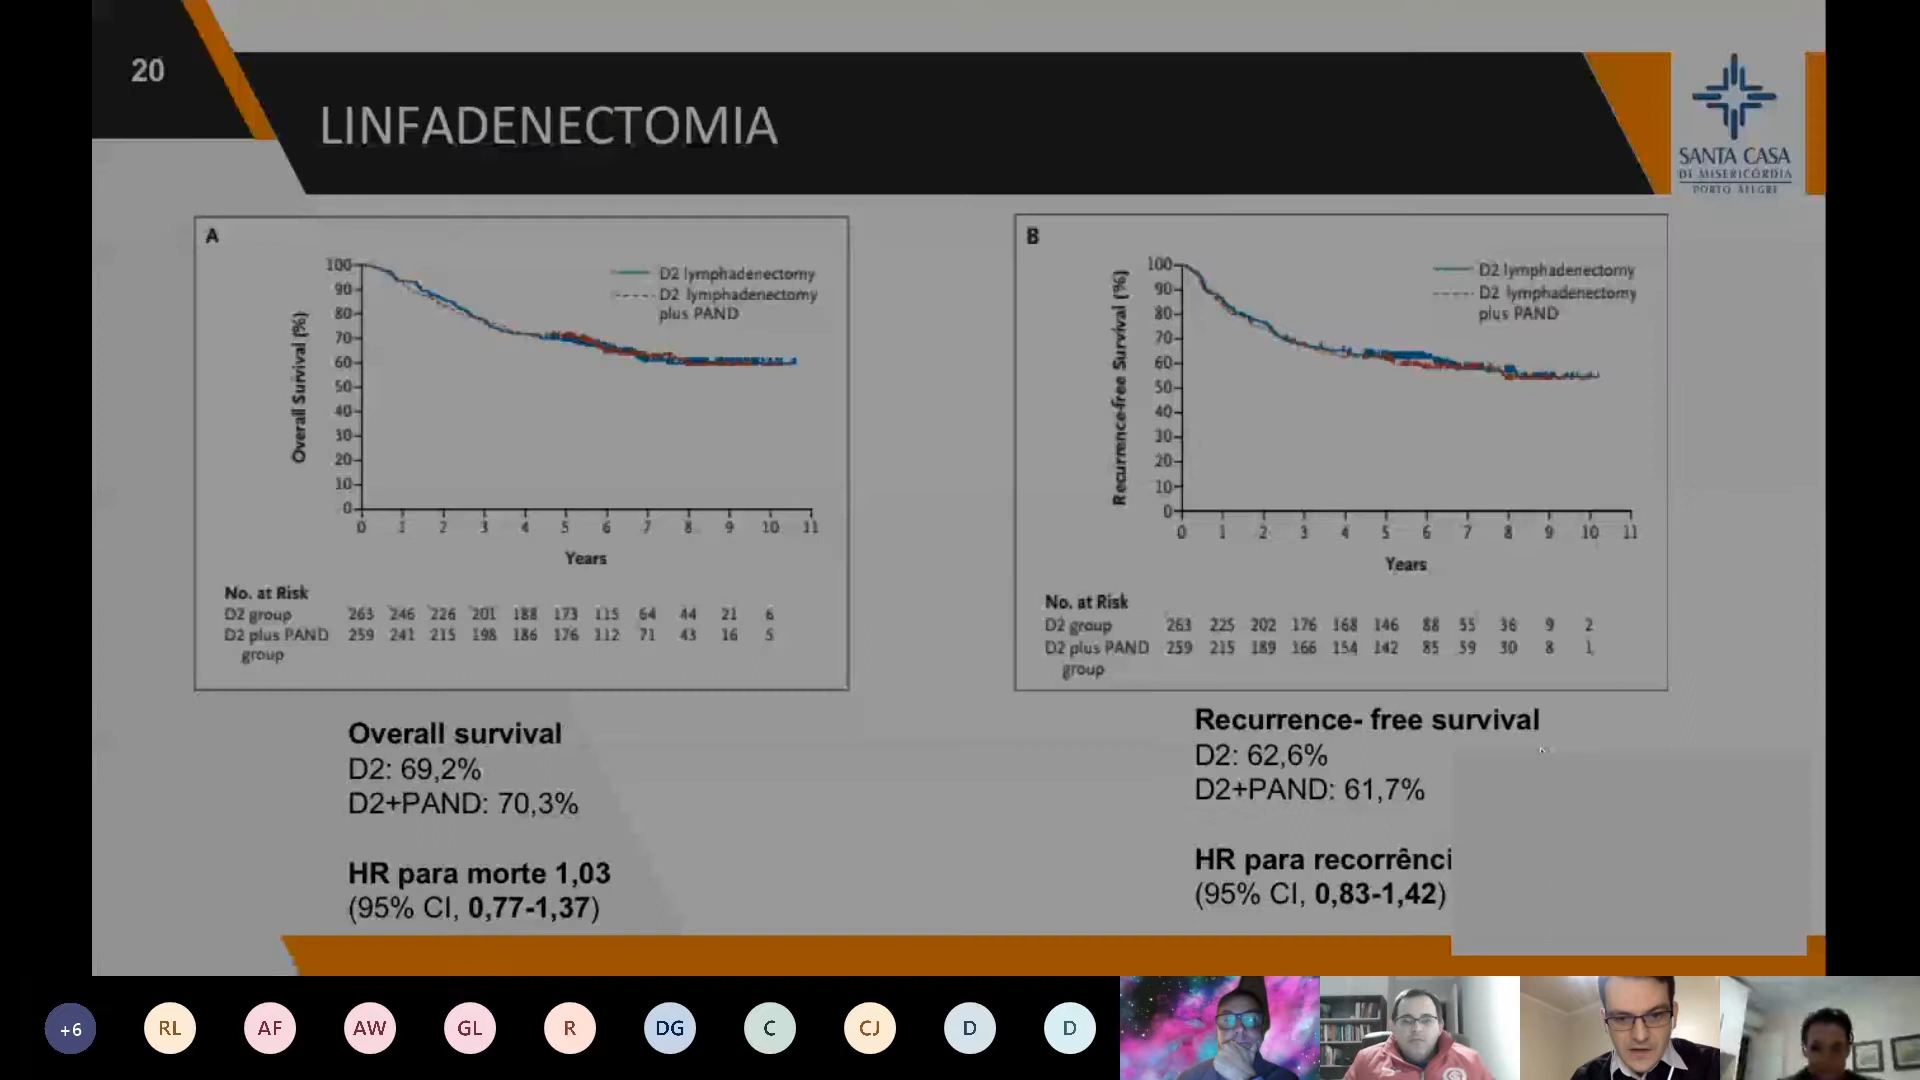 20
LINFADENECTOMIA
SANTA CASA
DE MISERICÓRDIA
PORTO ALEGRE
A
Overall Survival (%)
100
90
80
70
60
50
40
30
20
10
0
D2 lymphadenectomy
D2 lymphadenectomy
plus PAND
0 1 2 3 4 5 6 7 8 9 10 11
Years
No. at Risk
D2 group 263 246 226 201 188 173 115 64 44 21 6
D2 plus PAND 259 241 215 198 186 176 112 71 43 16 5
group
B
Recurrence-free Survival (%)
100
90
80
70
60
50
40
30
20
10
0
D2 lymphadenectomy
D2 lymphadenectomy
plus PAND
0 1 2 3 4 5 6 7 8 9 10 11
Years
No. at Risk
D2 group 263 225 202 176 168 146 88 55 36 9 2
D2 plus PAND 259 215 189 166 154 142 85 59 30 8 1
group
Overall survival
D2: 69,2%
D2+PAND: 70,3%
HR para morte 1,03
(95% CI, 0,77-1,37)
Recurrence- free survival
D2: 62,6%
D2+PAND: 61,7%
HR para recorrênci
(95% CI, 0,83-1,42)
+6 RL AF AW GL R DG C CJ D D